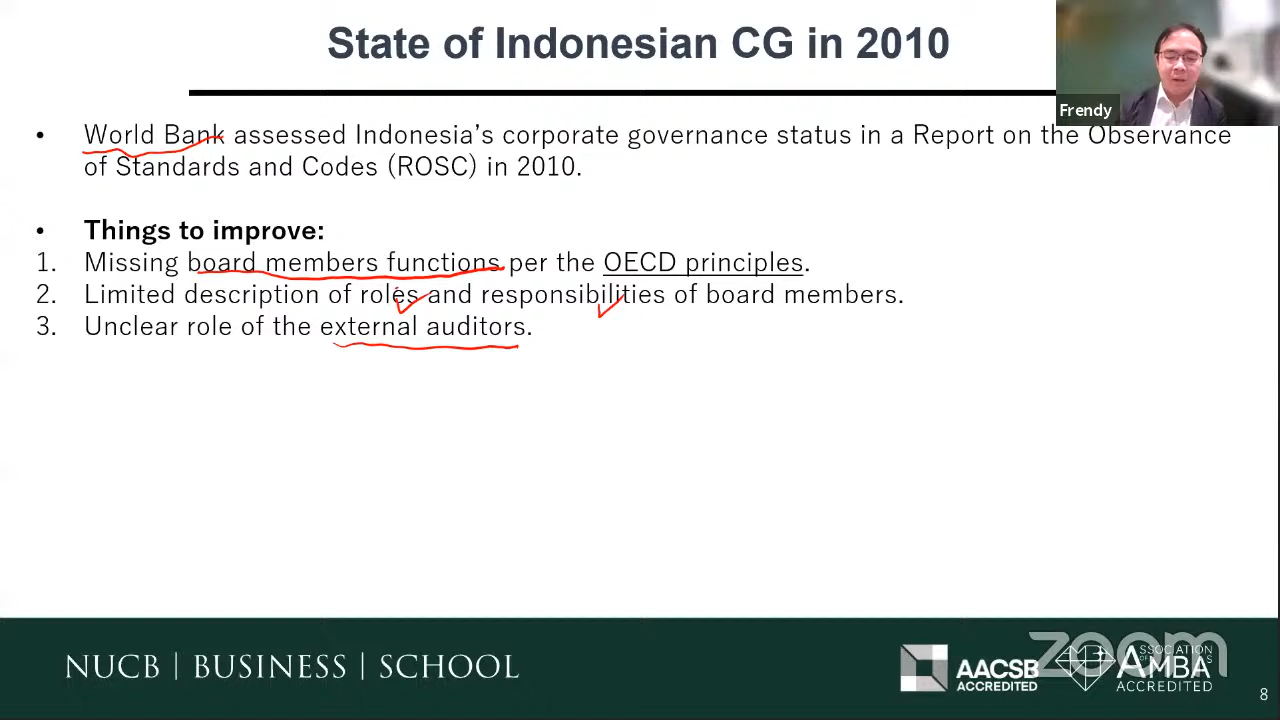 State of Indonesian CG in 2010
Frendy
• World Bank assessed Indonesia’s corporate governance status in a Report on the Observance
of Standards and Codes (ROSC) in 2010.
• Things to improve:
1. Missing board members functions per the OECD principles.
2. Limited description of roles and responsibilities of board members.
3. Unclear role of the external auditors.
NUCB | BUSINESS | SCHOOL
AACSB
ACCREDITED
zoom
ASSOCIATION
AMBA
ACCREDITED
8